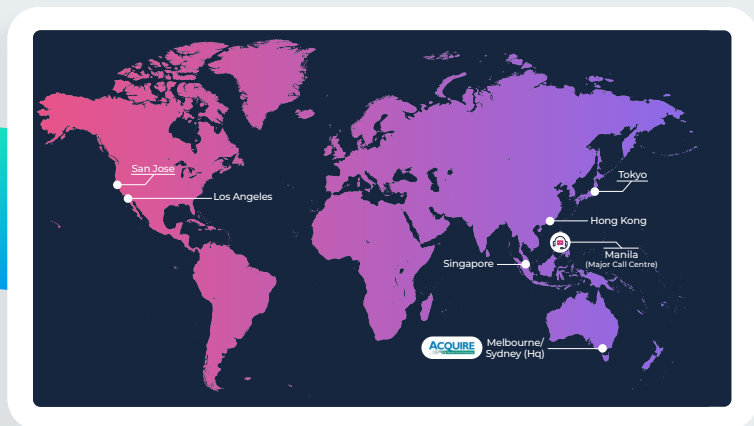 San Jose
Los Angeles
Tokyo
Hong Kong
Manila
(Major Call Centre)
Singapore
ACQUIRE
Melbourne/
Sydney (Hq)